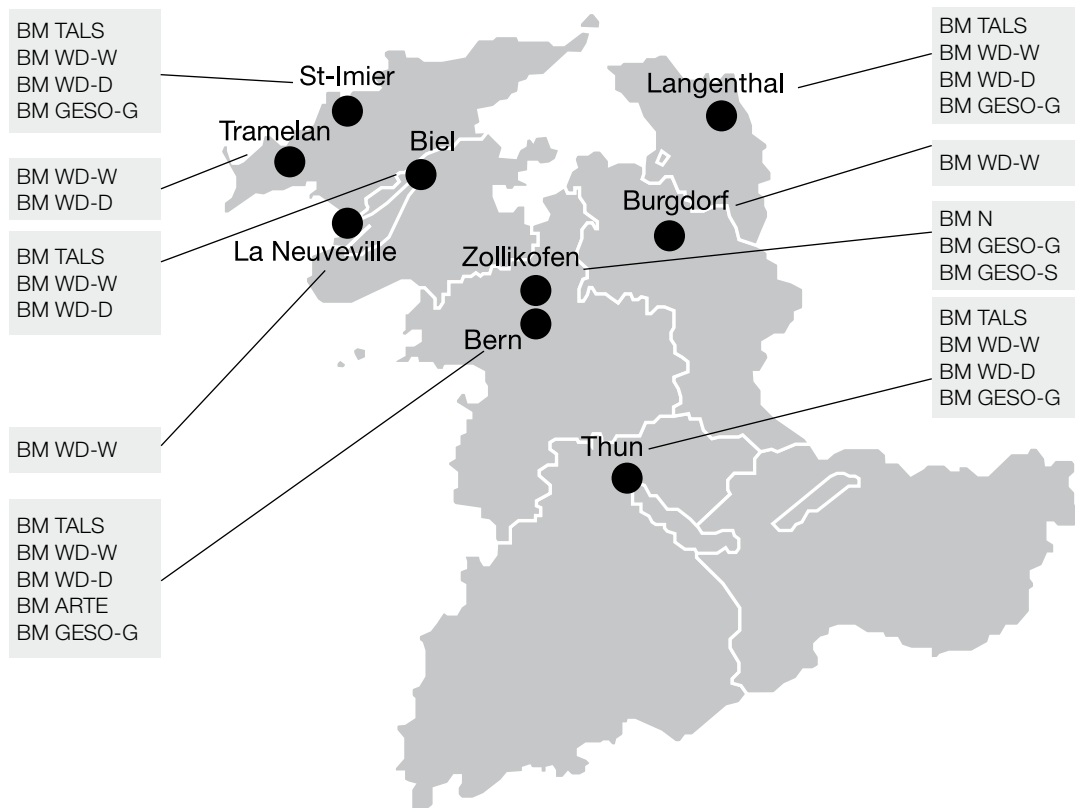 BM TALS
BM WD-W
BM WD-D
BM GESO-G
BM WD-W
BM WD-D
BM TALS
BM WD-W
BM WD-D
BM WD-W
BM TALS
BM WD-W
BM WD-D
BM ARTE
BM GESO-G
St-Imier
Tramelan
Biel
La Neuveville
Zollikofen
Bern
Thun
Burgdorf
Langenthal
BM TALS
BM WD-W
BM WD-D
BM GESO-G
BM WD-W
BM N
BM GESO-G
BM GESO-S
BM TALS
BM WD-W
BM WD-D
BM GESO-G